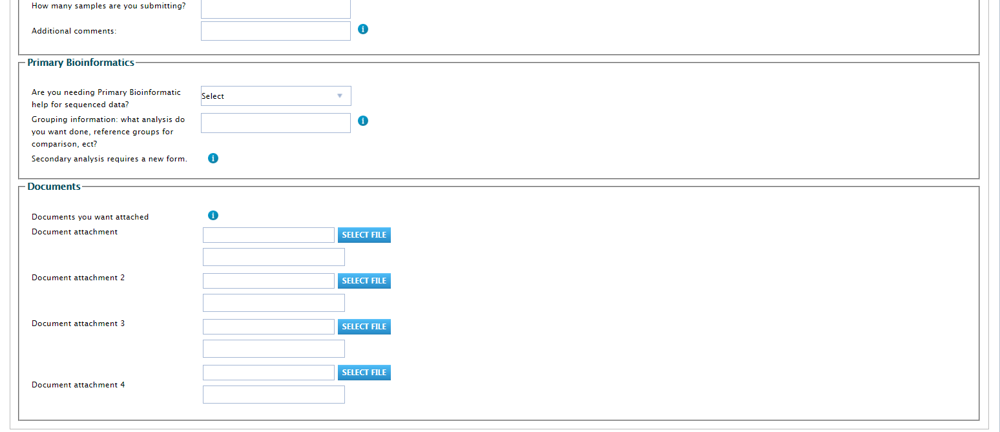 How many samples are you submitting?
Additional comments:
i
Primary Bioinformatics
Are you needing Primary Bioinformatic
help for sequenced data?
Select
Grouping information: what analysis do
you want done, reference groups for
comparison, ect?
i
Secondary analysis requires a new form.
i
Documents
Documents you want attached
i
Document attachment
SELECT FILE
Document attachment 2
SELECT FILE
Document attachment 3
SELECT FILE
SELECT FILE
Document attachment 4